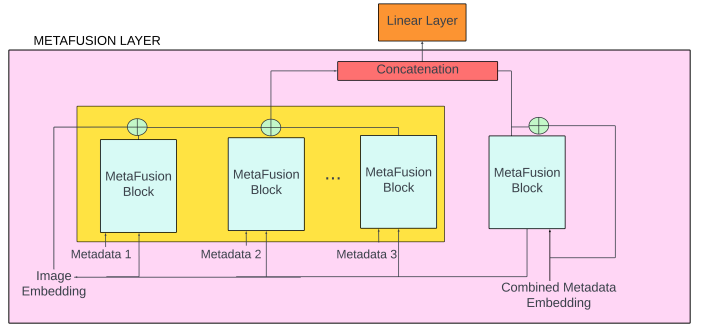 Linear Layer
METAFUSION LAYER
Concatenation
MetaFusion
Block
MetaFusion
Block
...
MetaFusion
Block
MetaFusion
Block
Metadata 1
Metadata 2
Metadata 3
Image
Embedding
Combined Metadata
Embedding